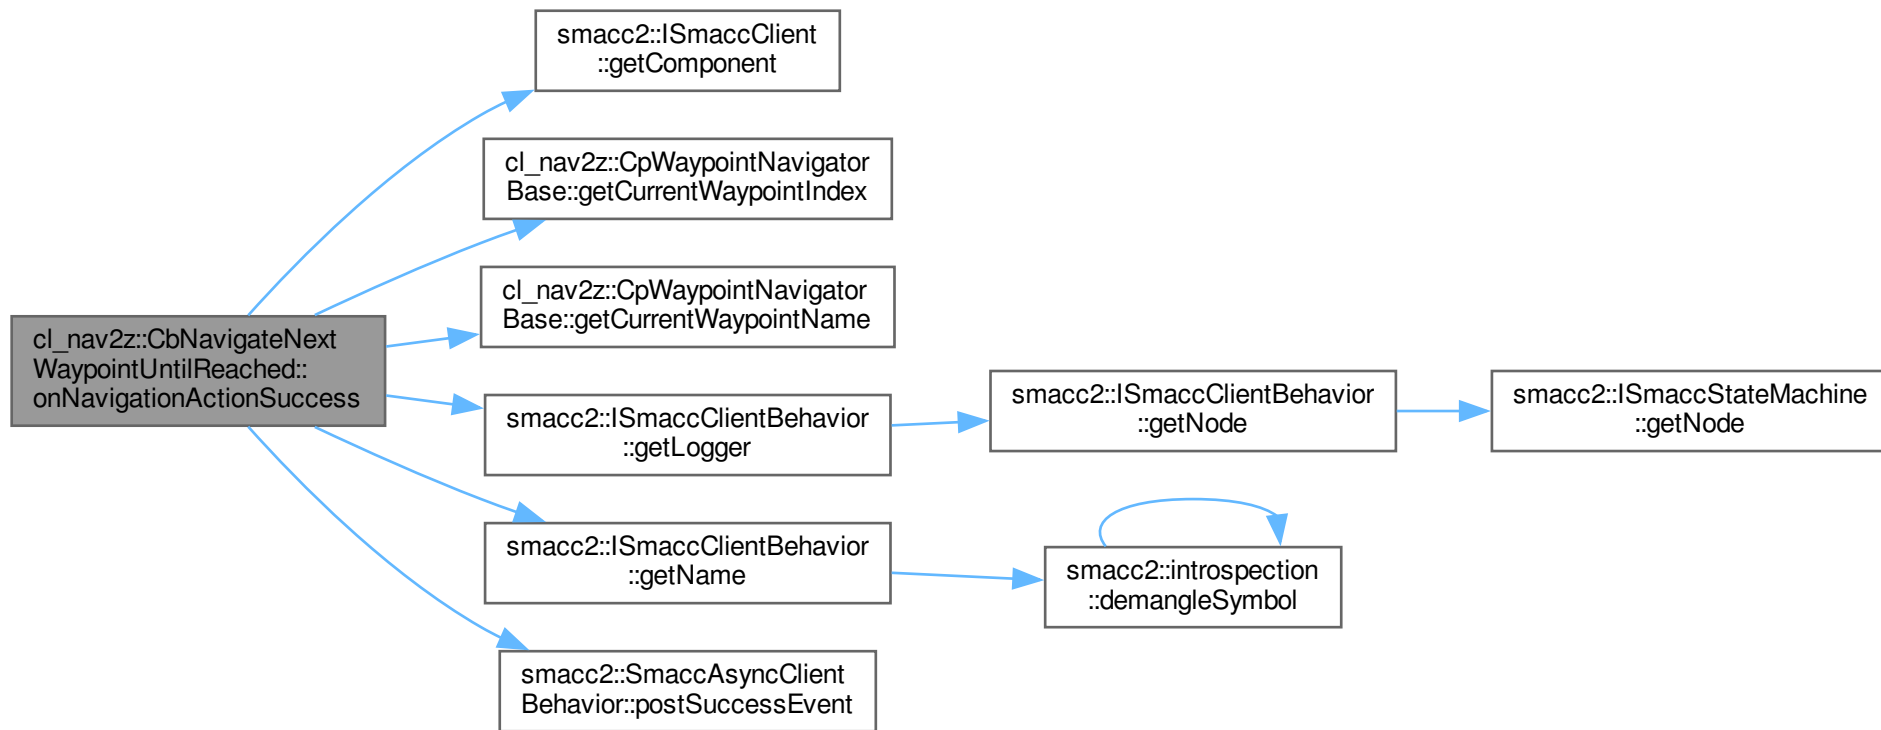 smacc2::ISmaccClient
::getComponent
cl_nav2z::CpWaypointNavigator
Base::getCurrentWaypointIndex
cl_nav2z::CpWaypointNavigator
Base::getCurrentWaypointName
cl_nav2z::CbNavigateNext
WaypointUntilReached::
onNavigationActionSuccess
smacc2::ISmaccClientBehavior
::getLogger
smacc2::ISmaccClientBehavior
::getNode
smacc2::ISmaccStateMachine
::getNode
smacc2::ISmaccClientBehavior
::getName
smacc2::introspection
::demangleSymbol
smacc2::SmaccAsyncClient
Behavior::postSuccessEvent